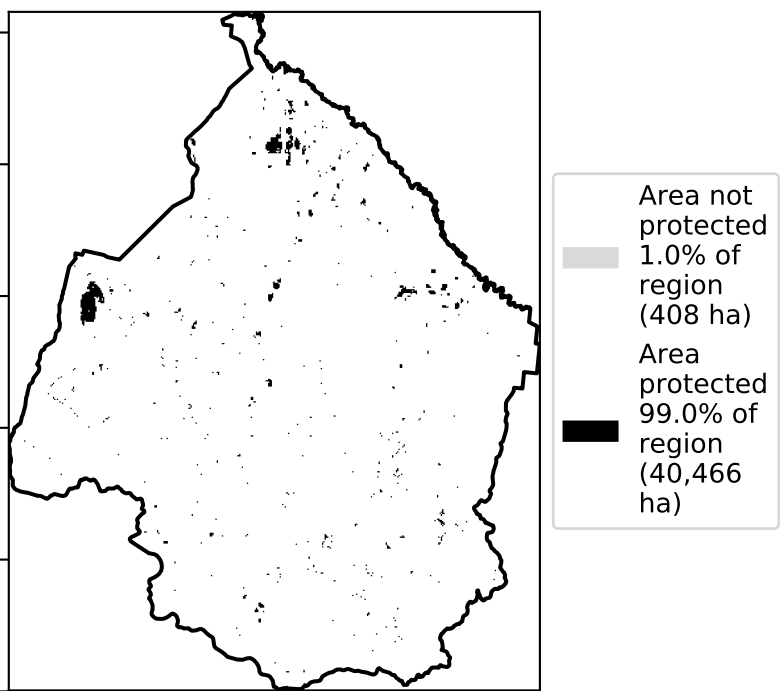 Area not
protected
1.0% of
region
(408 ha)
Area
protected
99.0% of
region
(40,466
ha)